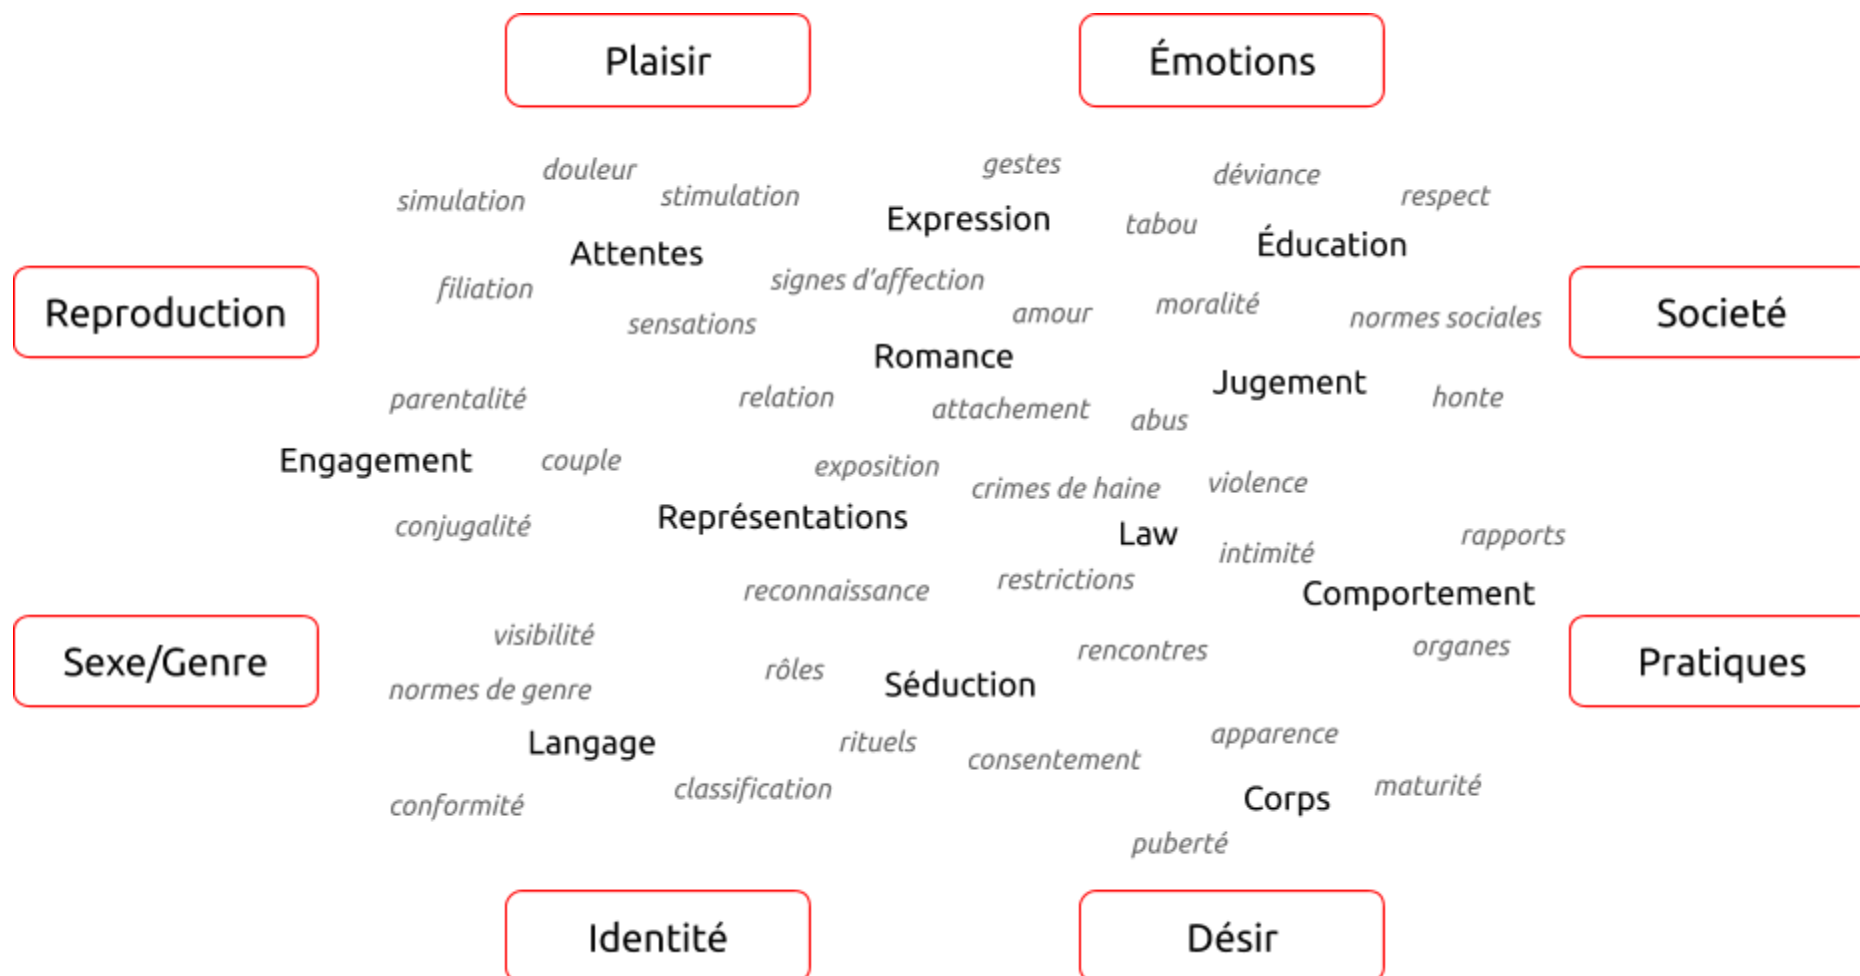 Plaisir
Émotions
douleur
gestes
déviance
simulation
stimulation
respect
Expression
tabou
Attentes
Éducation
filiation
signes d'affection
Reproduction
sensations
amour
moralité
normes sociales
Societé
Romance
Jugement
parentalité
relation
attachement
abus
honte
Engagement
couple
exposition
crimes de haine
violence
conjugalité
Représentations
Law
intimité
rapports
reconnaissance
restrictions
Comportement
visibilité
rencontres
organes
Sexe/Genre
normes de genre
rôles
Séduction
Pratiques
Langage
rituels
consentement
apparence
conformité
classification
Corps
maturité
puberté
Identité
Désir